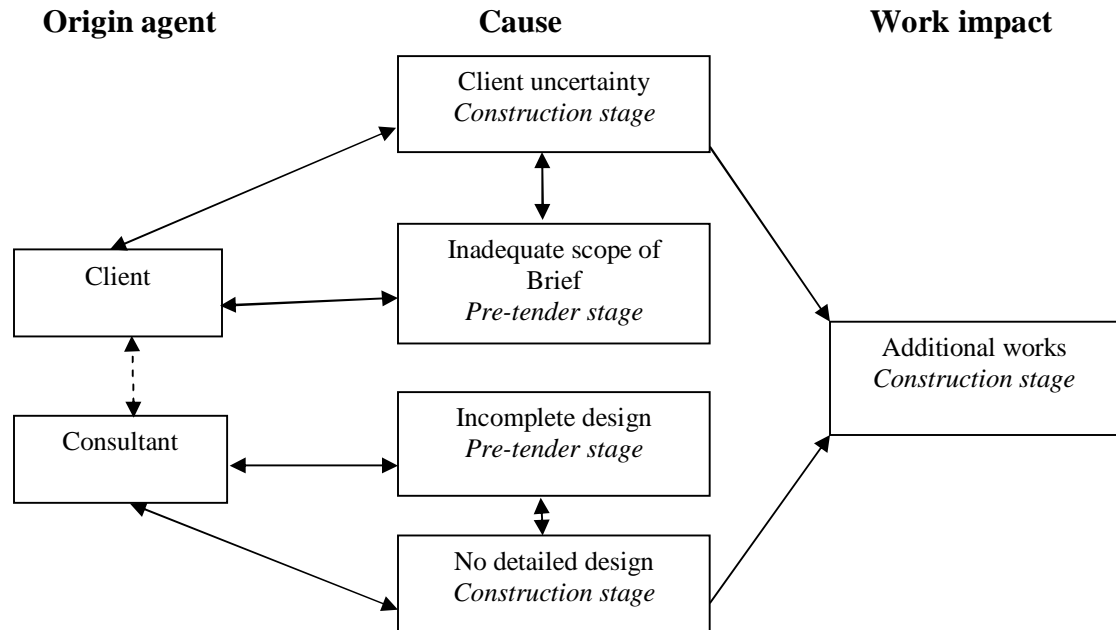 Origin agent
Cause
Work impact
Client uncertainty
Construction stage
Inadequate scope of
Brief
Pre-tender stage
Client
Additional works
Construction stage
Consultant
Incomplete design
Pre-tender stage
No detailed design
Construction stage